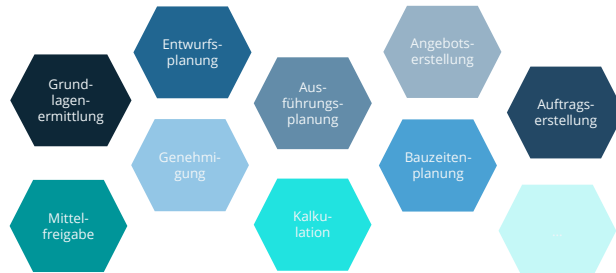 Grund-
lagen-
ermittlung
Entwurfs-
planung
Aus-
führungs-
planung
Angebots-
erstellung
Auftrags-
erstellung
Genehmi-
gung
Bauzeiten-
planung
Mittel-
freigabe
Kalku-
lation